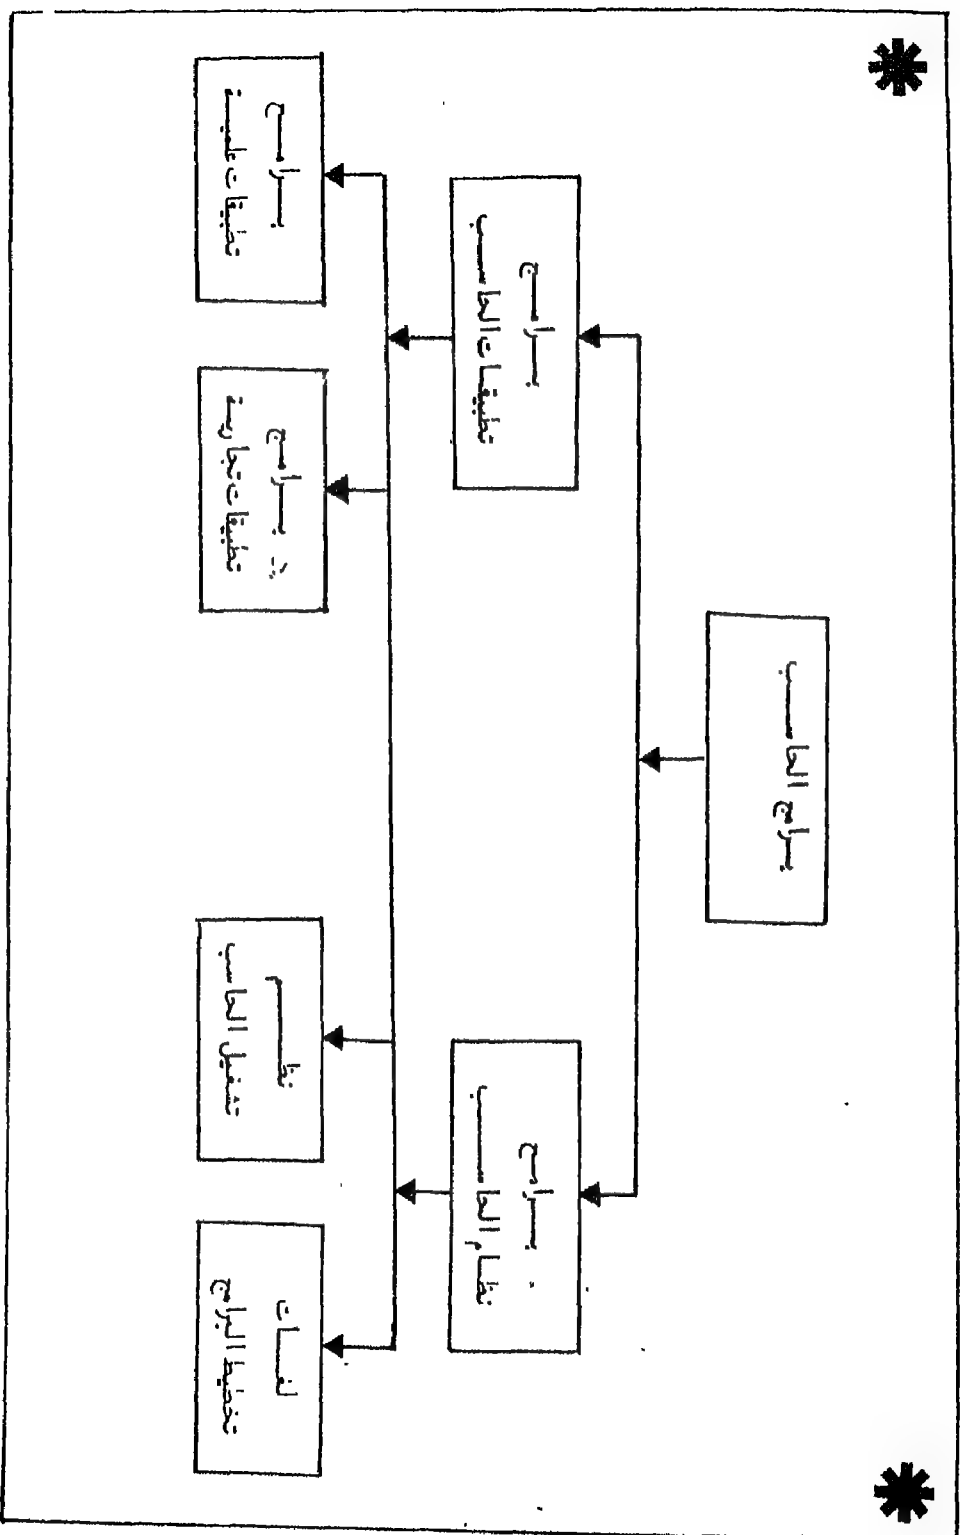 برامج الحاسب
برامج
نظام الحاسب
برامج
تطبيقات الحاسب
لغات
تخطيط البرامج
نظم
تشغيل الحاسب
برامج
تطبيقات تجارية
برامج
تطبيقات علمية